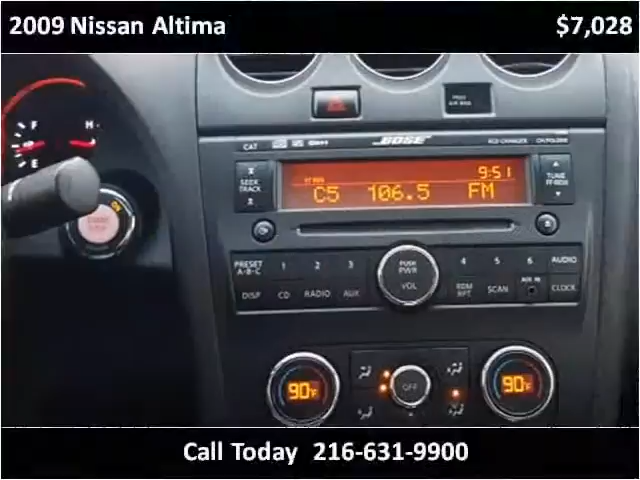 2009 Nissan Altima $7,028
F H
E
CAT BOSE
9:51
SEEK TRACK C5 106.5 FM TUNE
PRESET A·B·C 1 2 3 PUSH PWR VOL 4 5 6 AUDIO
DISP CD RADIO AUX RDM RPT SCAN AUX IN CLOCK
90°F OFF 90°F
Call Today 216-631-9900